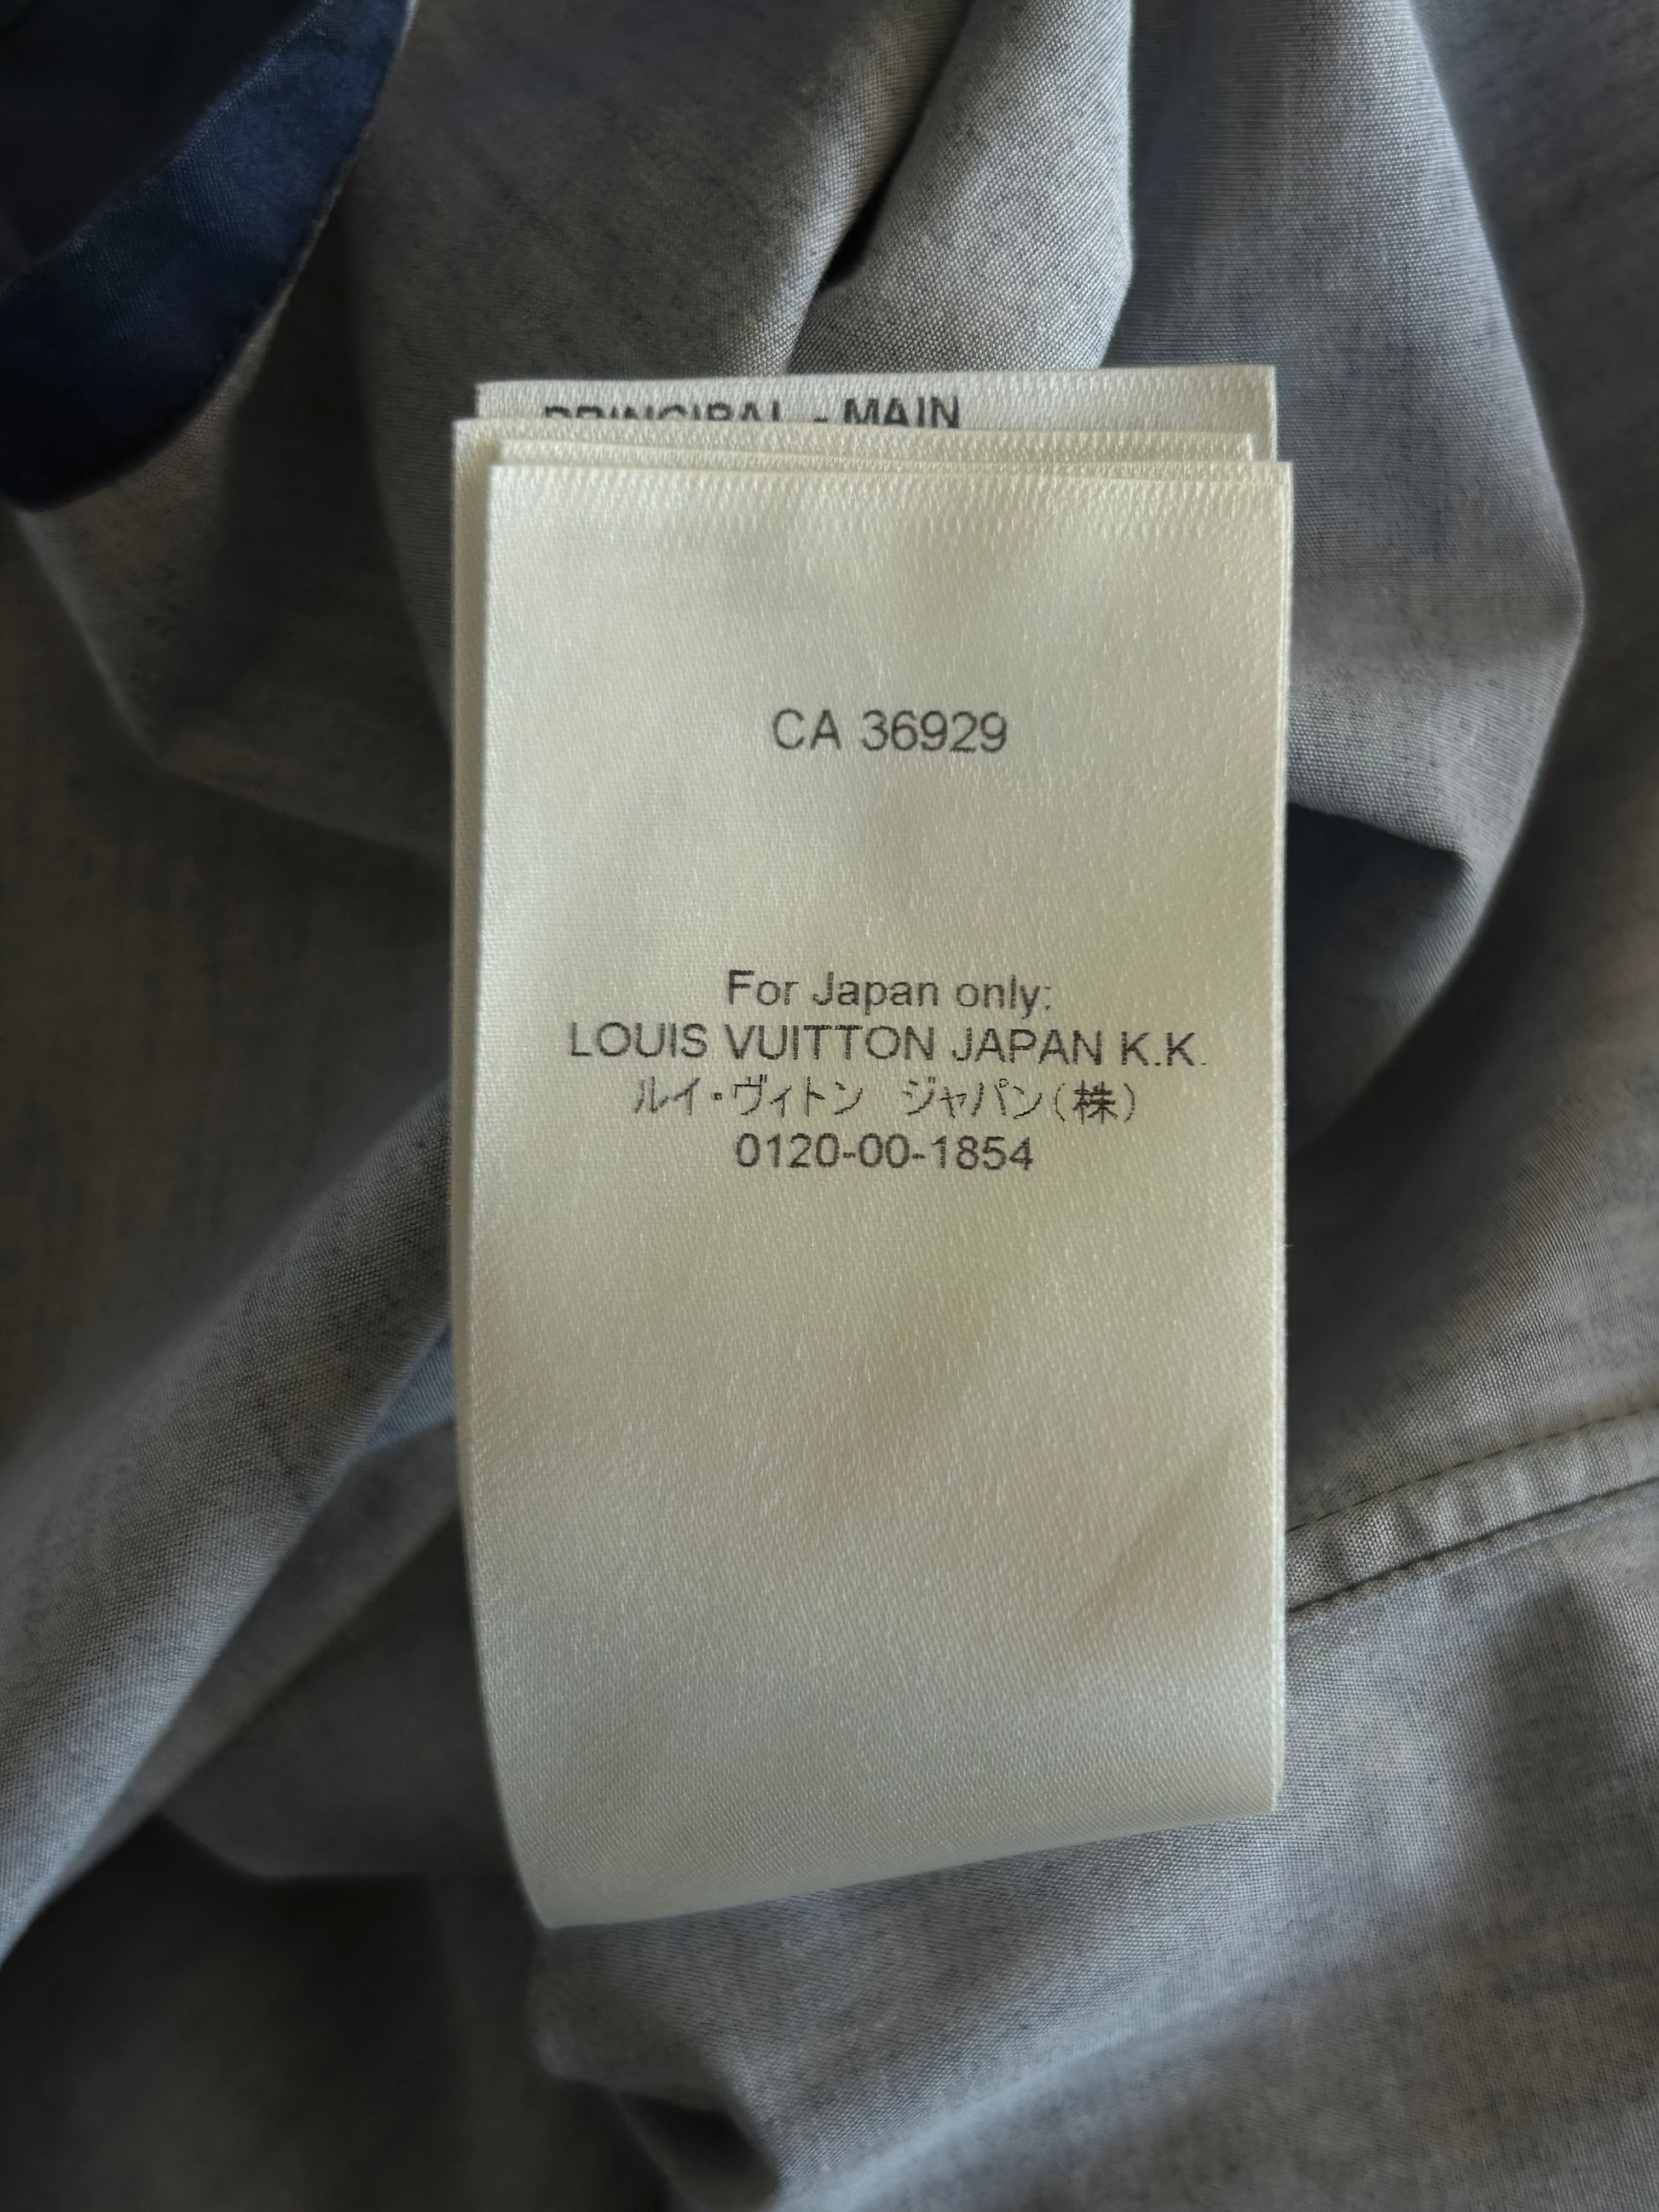 PRINCIPAL - MAIN
CA 36929
For Japan only:
LOUIS VUITTON JAPAN K.K.
ルイ・ヴィトン ジャパン(株)
0120-00-1854